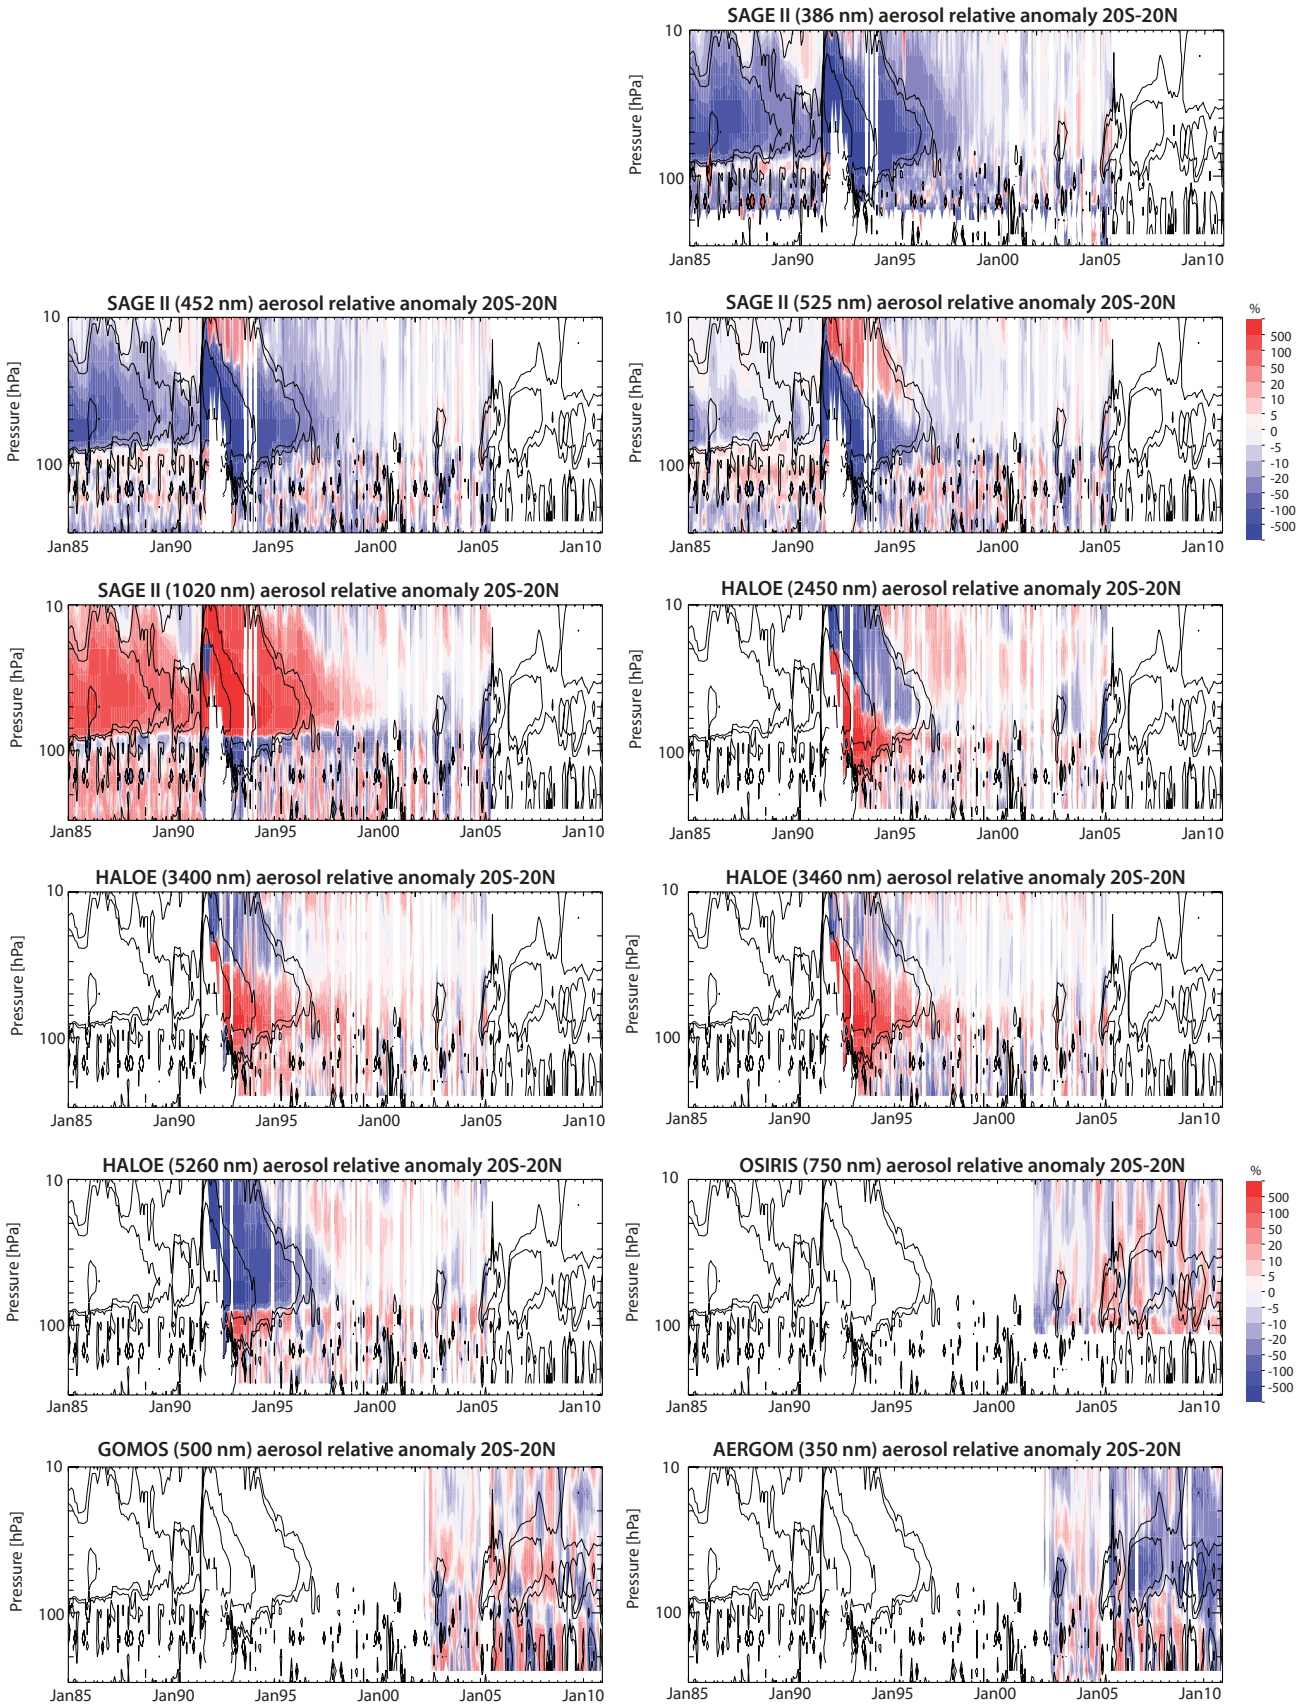 SAGE II (386 nm) aerosol relative anomaly 20S-20N
10
Pressure [hPa]
100
Jan85 Jan90 Jan95 Jan00 Jan05 Jan10
SAGE II (452 nm) aerosol relative anomaly 20S-20N
10
Pressure [hPa]
100
Jan85 Jan90 Jan95 Jan00 Jan05 Jan10
SAGE II (525 nm) aerosol relative anomaly 20S-20N
10
Pressure [hPa]
100
Jan85 Jan90 Jan95 Jan00 Jan05 Jan10
%
500
100
50
20
10
5
0
-5
-10
-20
-50
-100
-500
SAGE II (1020 nm) aerosol relative anomaly 20S-20N
10
Pressure [hPa]
100
Jan85 Jan90 Jan95 Jan00 Jan05 Jan10
HALOE (2450 nm) aerosol relative anomaly 20S-20N
10
Pressure [hPa]
100
Jan85 Jan90 Jan95 Jan00 Jan05 Jan10
HALOE (3400 nm) aerosol relative anomaly 20S-20N
10
Pressure [hPa]
100
Jan85 Jan90 Jan95 Jan00 Jan05 Jan10
HALOE (3460 nm) aerosol relative anomaly 20S-20N
10
Pressure [hPa]
100
Jan85 Jan90 Jan95 Jan00 Jan05 Jan10
HALOE (5260 nm) aerosol relative anomaly 20S-20N
10
Pressure [hPa]
100
Jan85 Jan90 Jan95 Jan00 Jan05 Jan10
OSIRIS (750 nm) aerosol relative anomaly 20S-20N
10
Pressure [hPa]
100
Jan85 Jan90 Jan95 Jan00 Jan05 Jan10
%
500
100
50
20
10
5
0
-5
-10
-20
-50
-100
-500
GOMOS (500 nm) aerosol relative anomaly 20S-20N
10
Pressure [hPa]
100
Jan85 Jan90 Jan95 Jan00 Jan05 Jan10
AERGOM (350 nm) aerosol relative anomaly 20S-20N
10
Pressure [hPa]
100
Jan85 Jan90 Jan95 Jan00 Jan05 Jan10